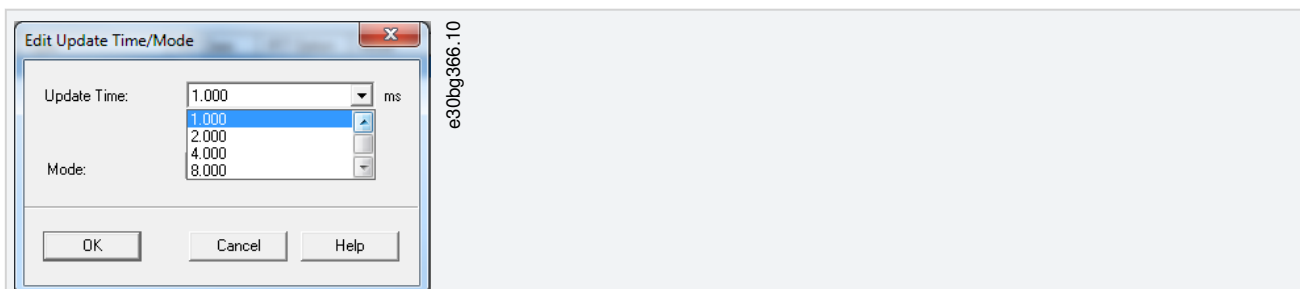 Edit Update Time/Mode
Update Time: 1.000 ms
1.000
2.000
4.000
Mode:
8.000
OK Cancel Help
e30bg366.10